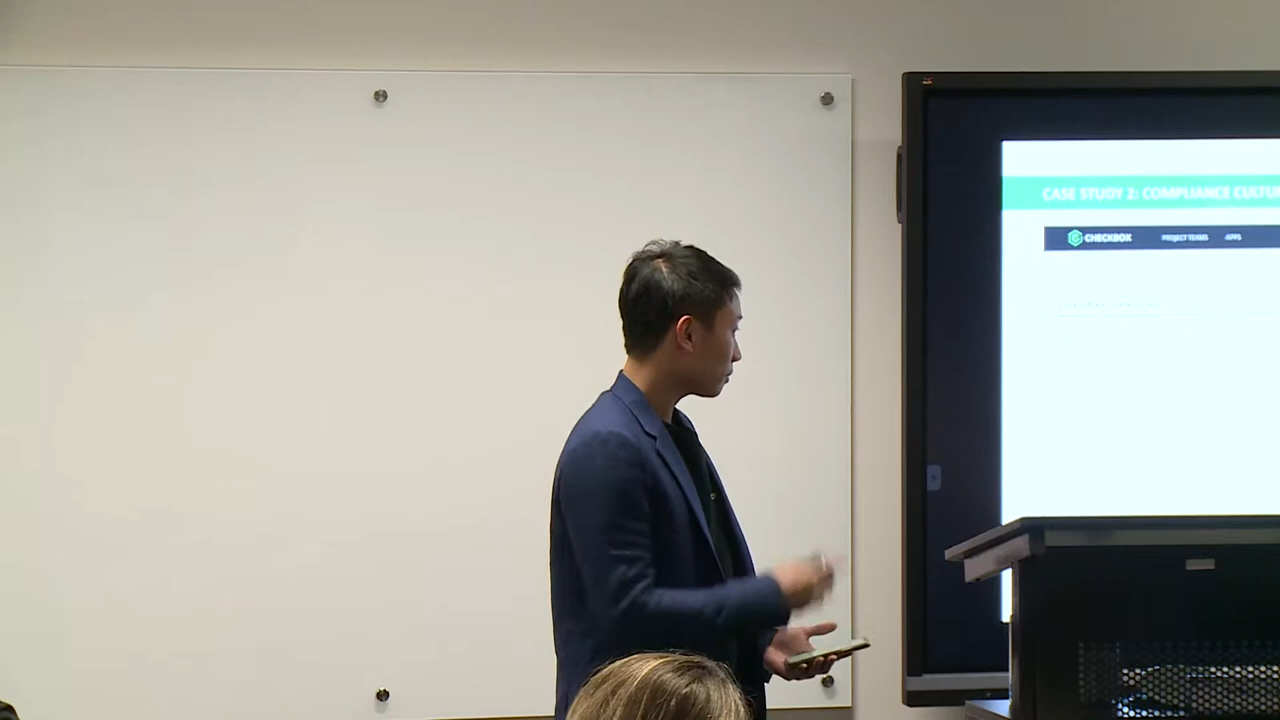 CASE STUDY 2: COMPLIANCE CULTU
CHECKBOX PROJECT TEAMS APPS